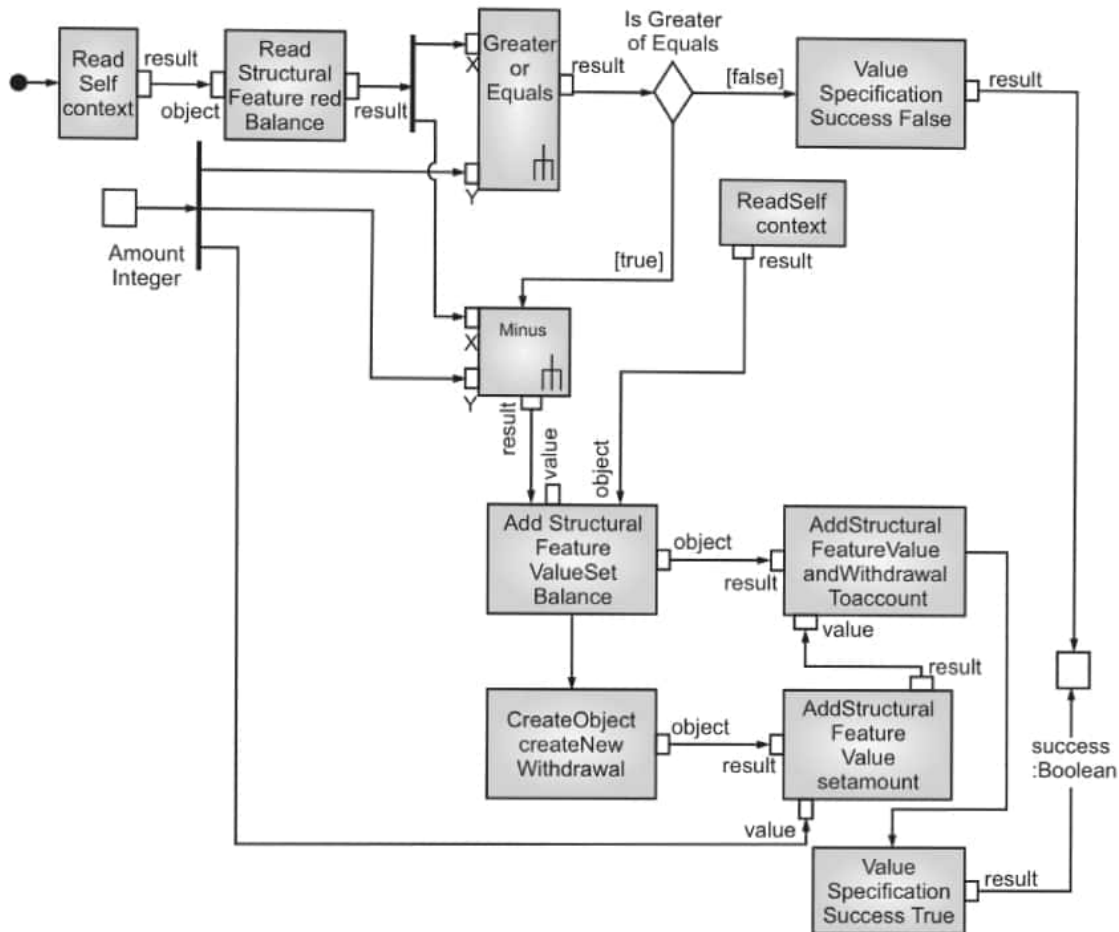 Read
Self
context
result
object
Read
Structural
Feature red
Balance
result
X
Y
Greater
or
Equals
result
Is Greater
of Equals
[false]
Value
Specification
Success False
result
Amount
Integer
ReadSelf
context
result
[true]
X
Y
Minus
result
value
object
Add Structural
Feature
ValueSet
Balance
object
result
AddStructural
FeatureValue
andWithdrawal
Toaccount
value
result
CreateObject
createNew
Withdrawal
object
result
AddStructural
Feature
Value
setamount
value
success
:Boolean
Value
Specification
Success True
result